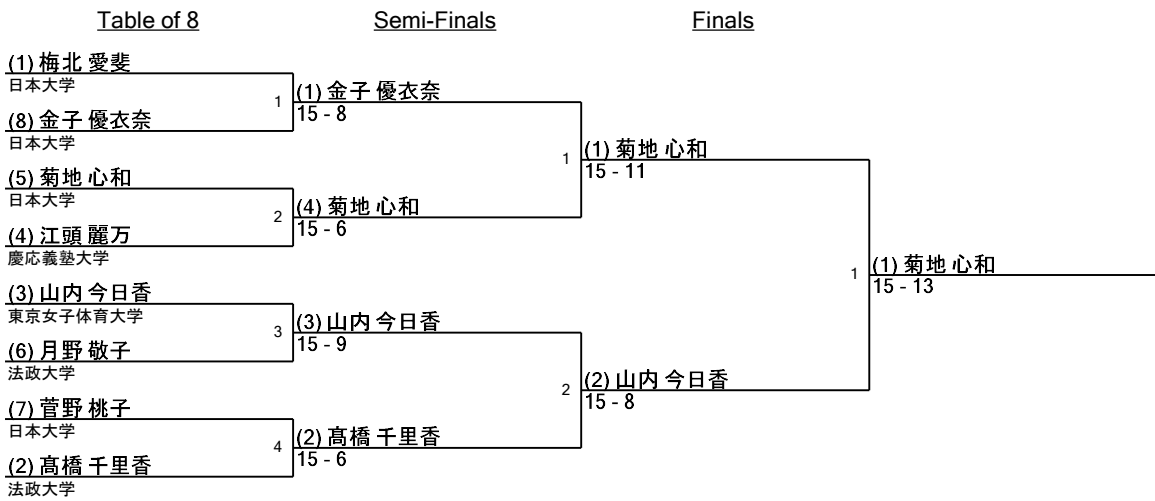 Table of 8
Semi-Finals
Finals
(1) 梅北 愛斐
日本大学
(8) 金子 優衣奈
日本大学
(5) 菊地 心和
日本大学
(4) 江頭 麗万
慶応義塾大学
(3) 山内 今日香
東京女子体育大学
(6) 月野 敬子
法政大学
(7) 菅野 桃子
日本大学
(2) 髙橋 千里香
法政大学
1
(1) 金子 優衣奈
15 - 8
2
(4) 菊地 心和
15 - 6
3
(3) 山内 今日香
15 - 9
4
(2) 髙橋 千里香
15 - 6
1
(1) 菊地 心和
15 - 11
2
(2) 山内 今日香
15 - 8
1
(1) 菊地 心和
15 - 13